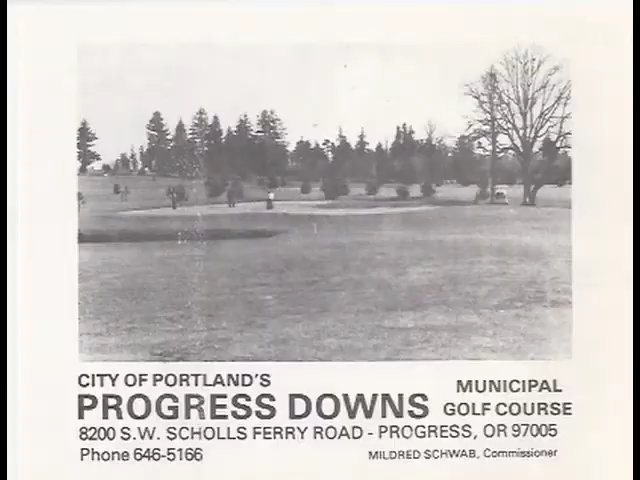 CITY OF PORTLAND'S
PROGRESS DOWNS MUNICIPAL GOLF COURSE
8200 S.W. SCHOLLS FERRY ROAD - PROGRESS, OR 97005
Phone 646-5166 MILDRED SCHWAB, Commissioner